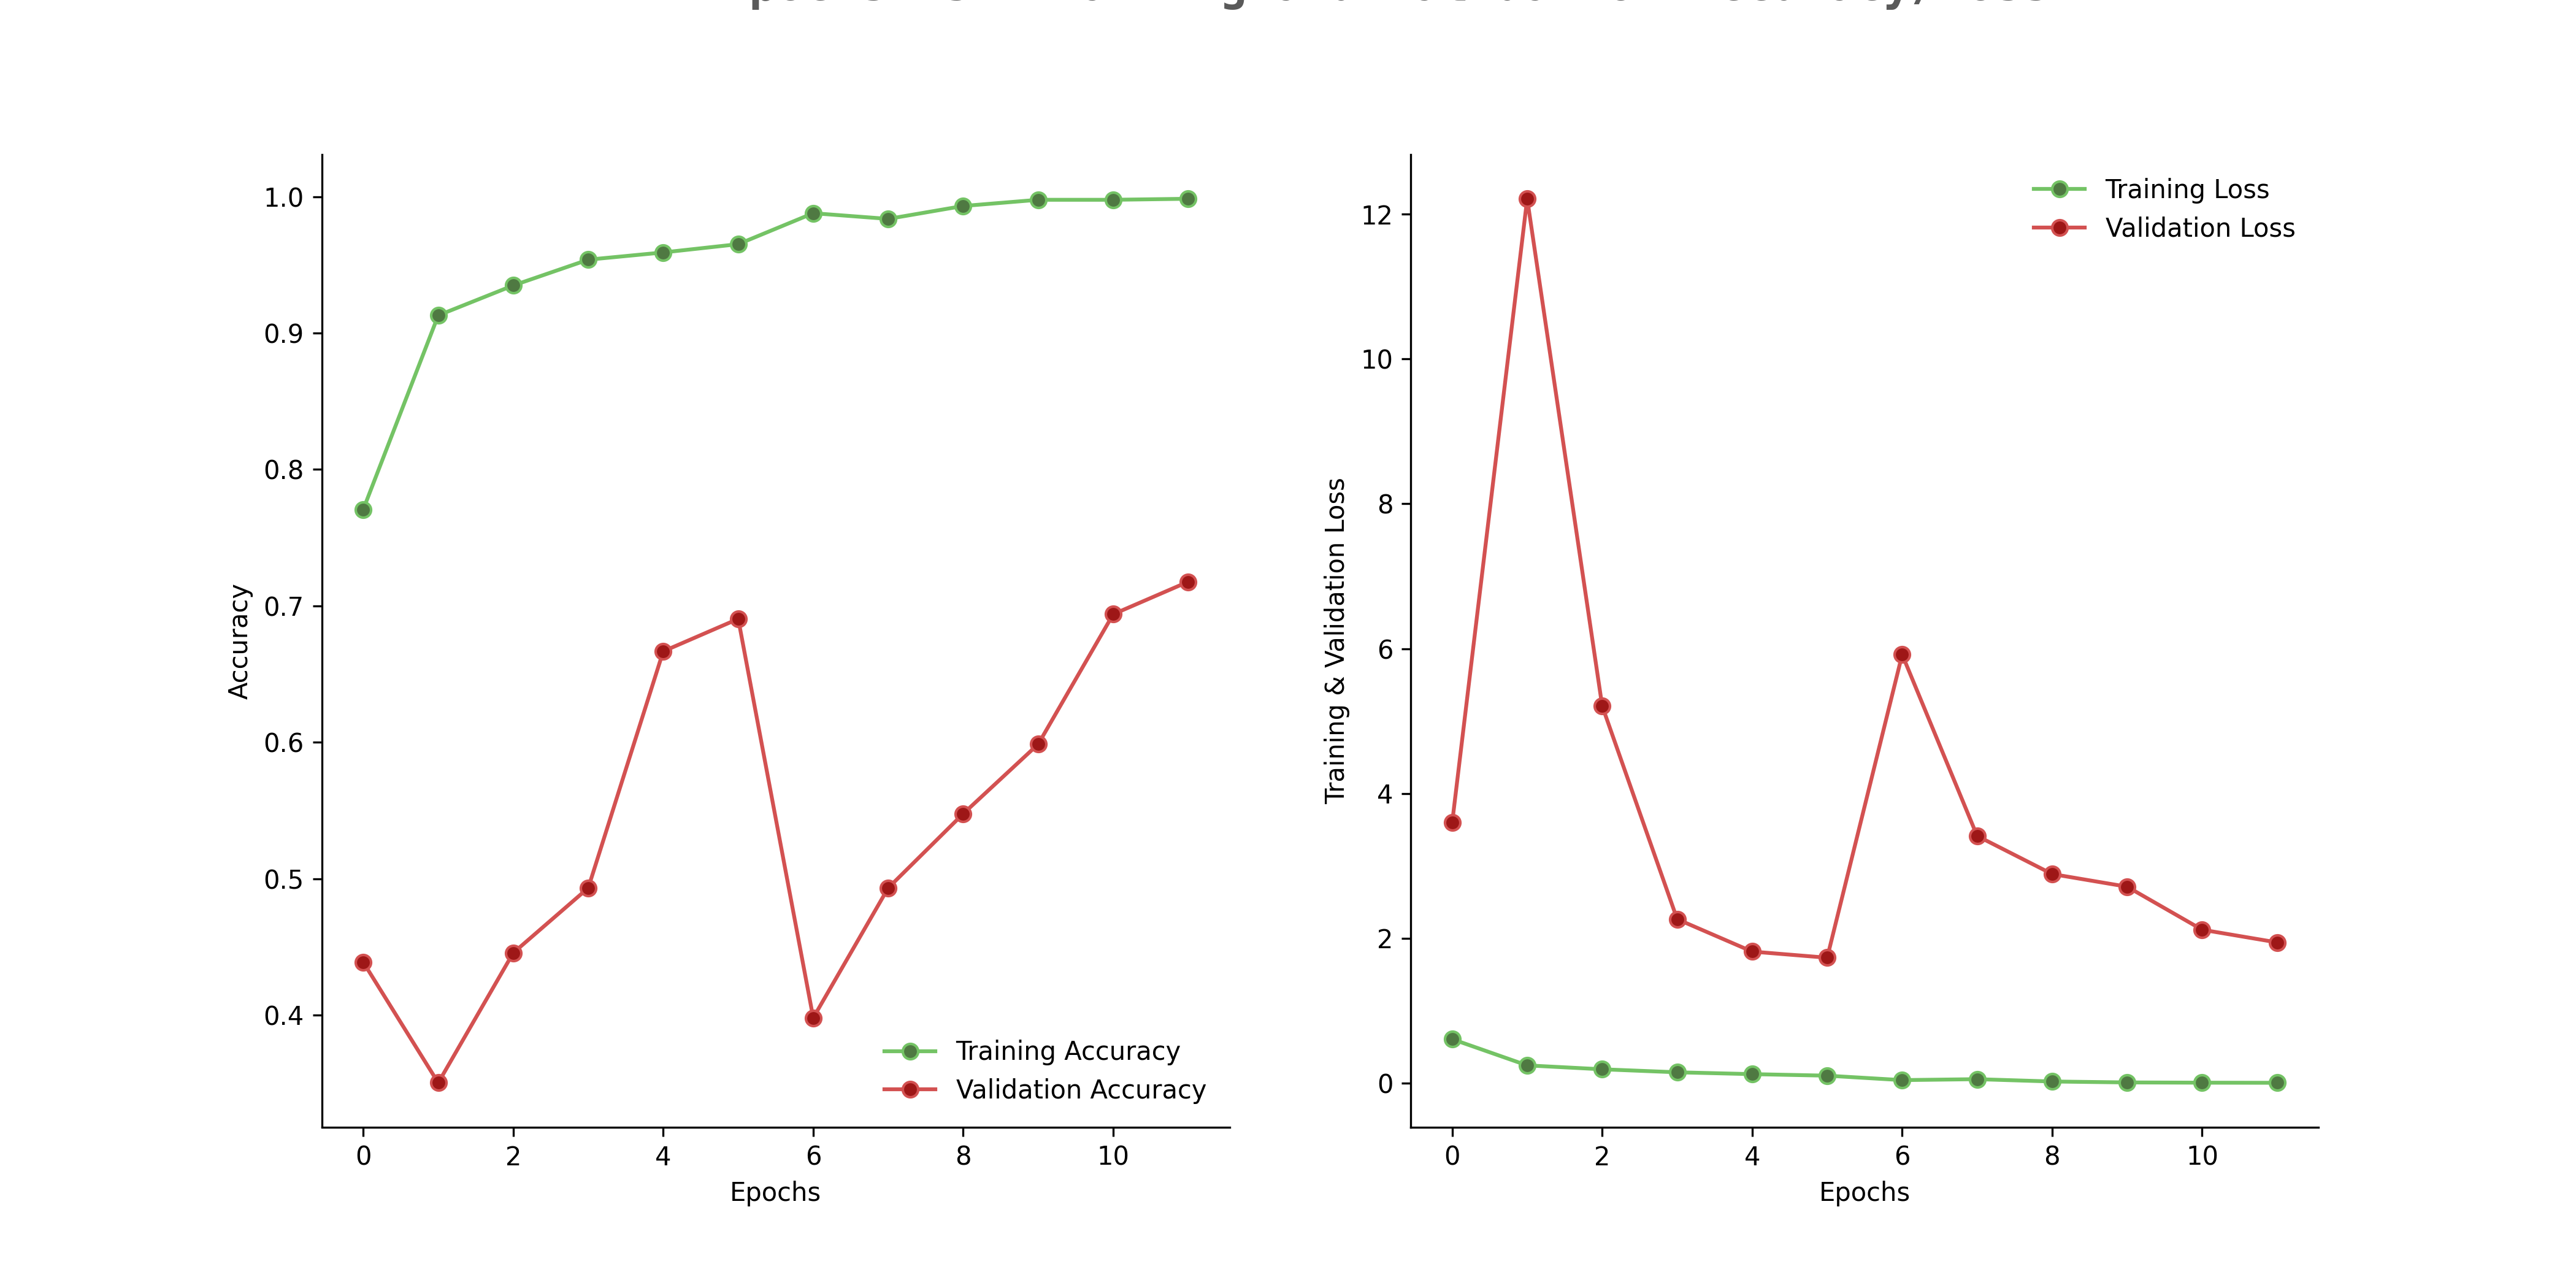 1.0
0.9
0.8
0.7
0.6
0.5
0.4
Accuracy
0 2 4 6 8 10
Epochs
Training Accuracy
Validation Accuracy
12
10
8
6
4
2
0
Training & Validation Loss
0 2 4 6 8 10
Epochs
Training Loss
Validation Loss